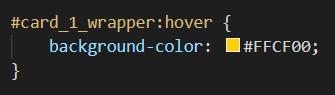 #card_1_wrapper:hover {
    background-color: #FFCF00;
}